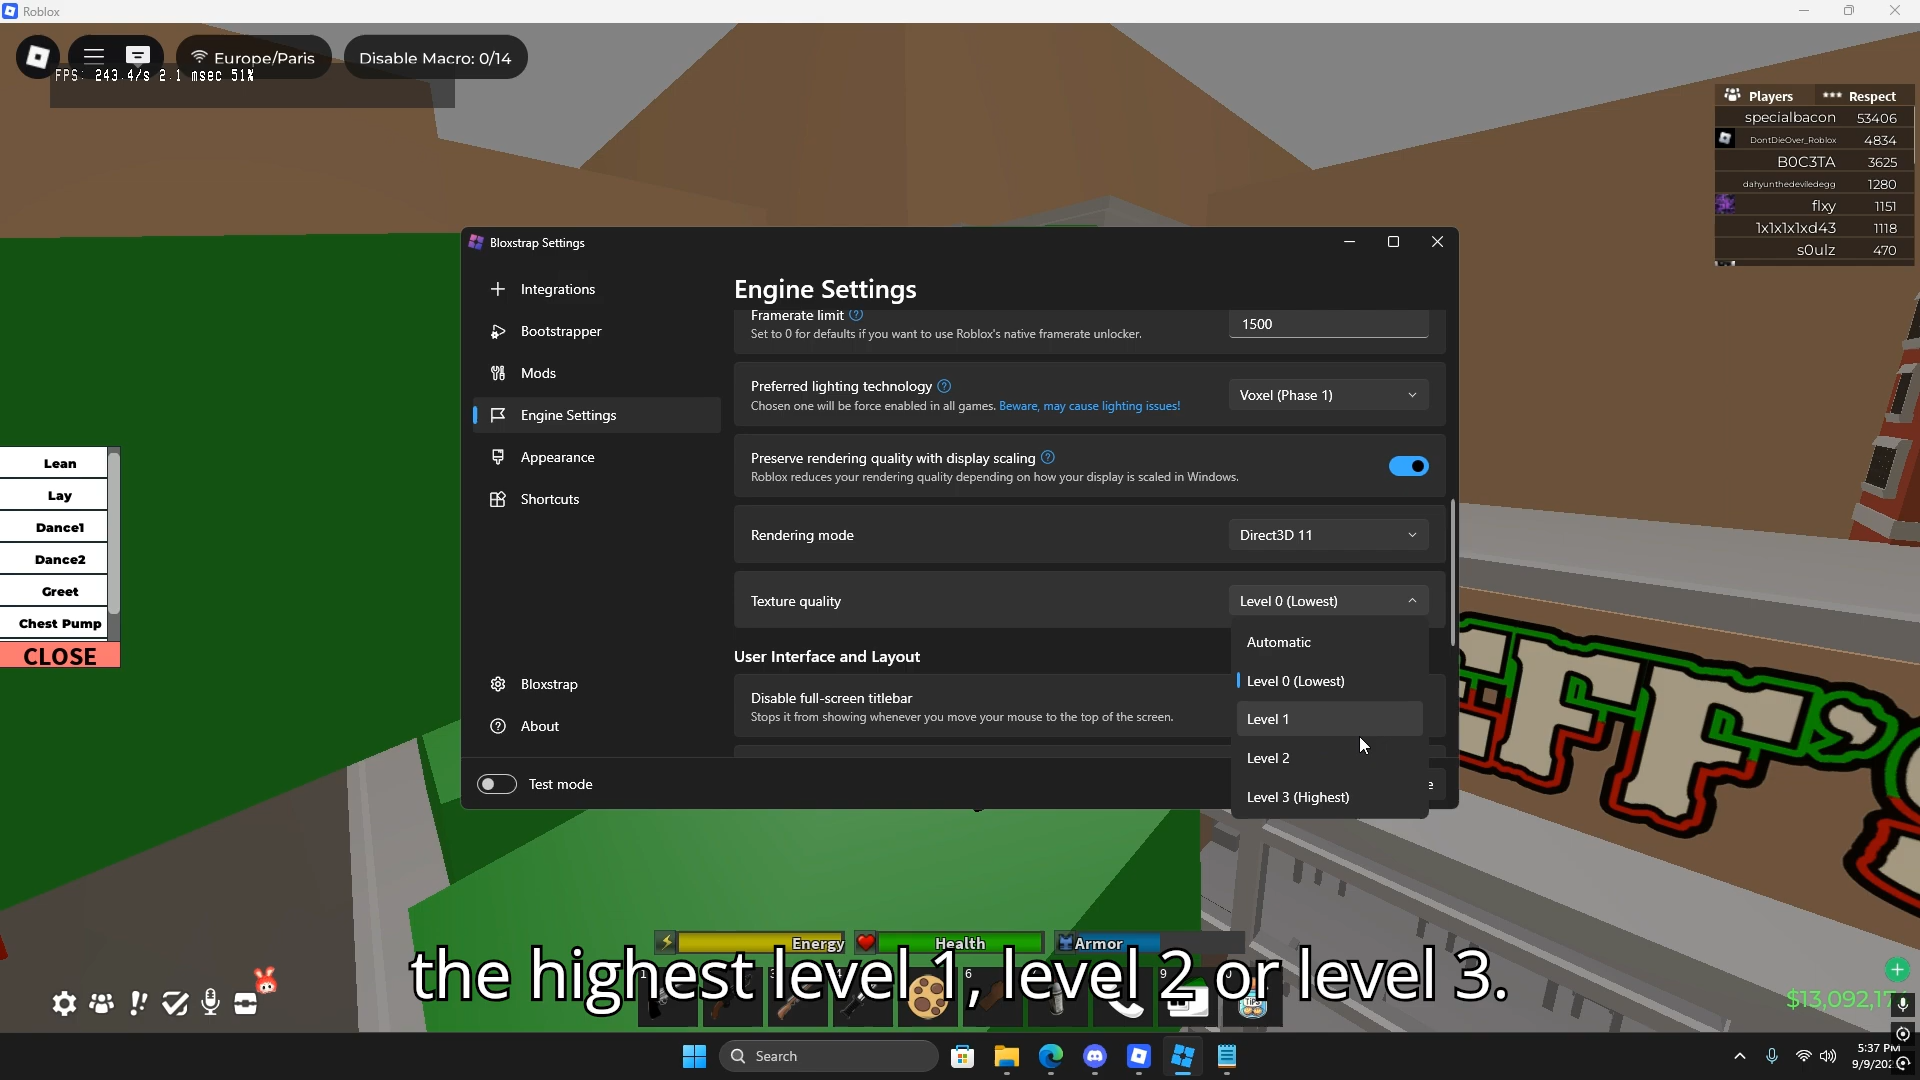 Roblox
Europe/Paris
Disable Macro: 0/14
FPS: 243.4/s 2.1 msec 51%
Players Respect
specialbacon 53406
DontDieOver_Roblox 4834
B0C3TA 3625
dahyunthedeviledegg 1280
flxy 1151
1x1x1x1xd43 1118
s0ulz 470
Bloxstrap Settings
Integrations
Bootstrapper
Mods
Engine Settings
Appearance
Shortcuts
Bloxstrap
About
Test mode
Engine Settings
Framerate limit
Set to 0 for defaults if you want to use Roblox's native framerate unlocker.
1500
Preferred lighting technology
Chosen one will be force enabled in all games. Beware, may cause lighting issues!
Voxel (Phase 1)
Preserve rendering quality with display scaling
Roblox reduces your rendering quality depending on how your display is scaled in Windows.
Rendering mode
Direct3D 11
Texture quality
Level 0 (Lowest)
Automatic
Level 0 (Lowest)
Level 1
Level 2
Level 3 (Highest)
User Interface and Layout
Disable full-screen titlebar
Stops it from showing whenever you move your mouse to the top of the screen.
Lean
Lay
Dance1
Dance2
Greet
Chest Pump
CLOSE
Energy
Health
Armor
the highest level 1, level 2 or level 3.
Search
5:37 PM